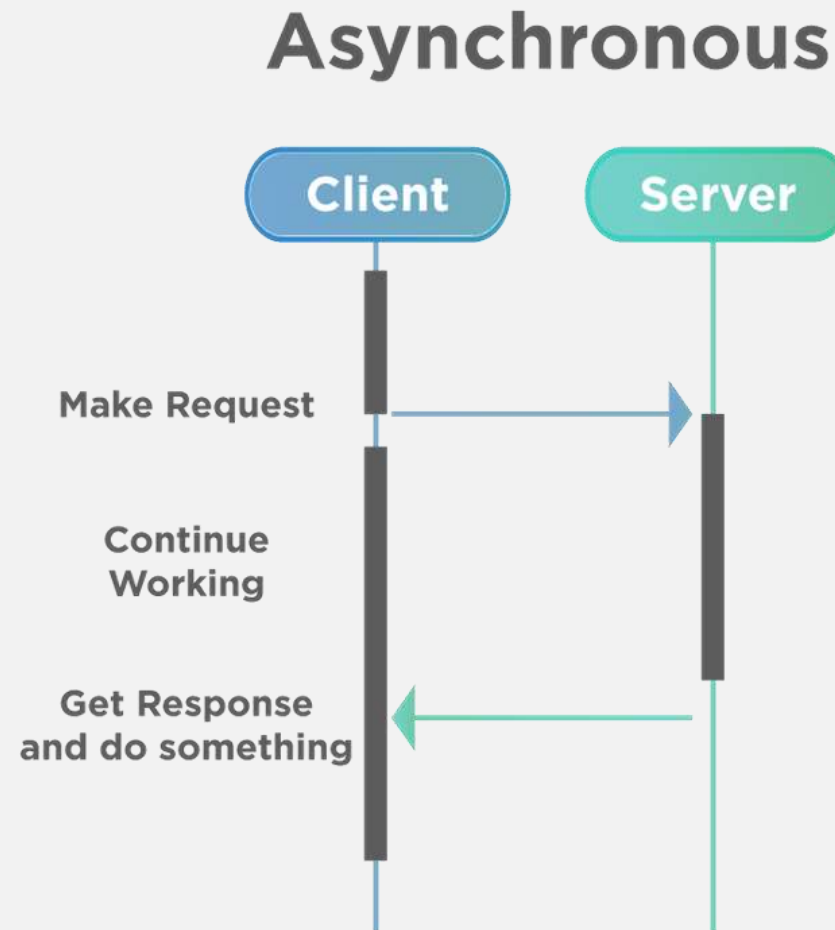 Asynchronous
Client
Server
Make Request
Continue
Working
Get Response
and do something